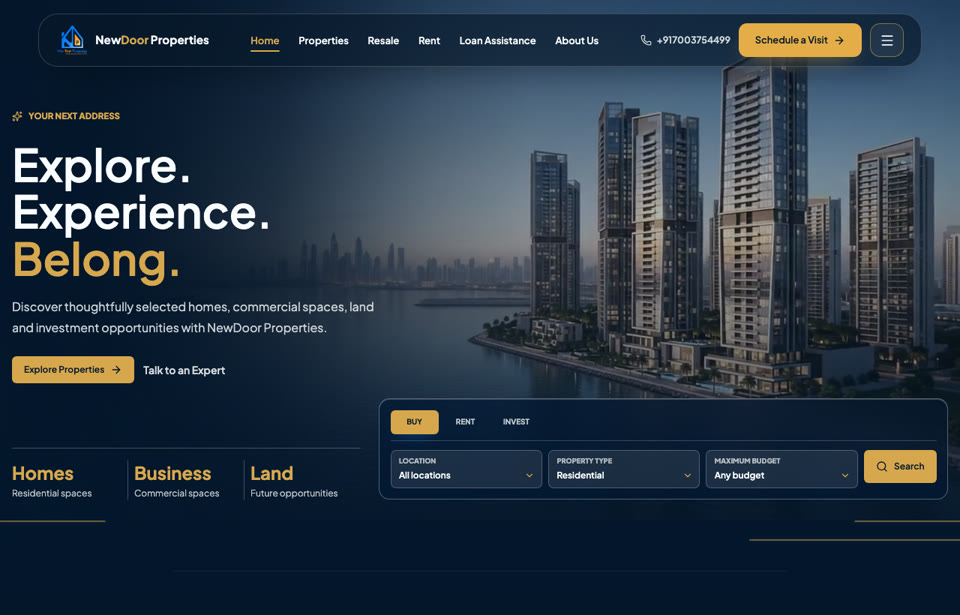 NewDoor Properties
Home
Properties
Resale
Rent
Loan Assistance
About Us
+917003754499
Schedule a Visit
YOUR NEXT ADDRESS
Explore.
Experience.
Belong.
Discover thoughtfully selected homes, commercial spaces, land
and investment opportunities with NewDoor Properties.
Explore Properties
Talk to an Expert
Homes
Residential spaces
Business
Commercial spaces
Land
Future opportunities
BUY
RENT
INVEST
LOCATION
All locations
PROPERTY TYPE
Residential
MAXIMUM BUDGET
Any budget
Search